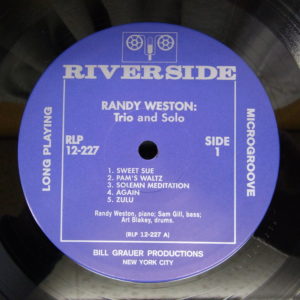 RIVERSIDE
RANDY WESTON:
Trio and Solo
LONG PLAYING
RLP
12-227
SIDE
1
MICROGROOVE
1. SWEET SUE
2. PAM'S WALTZ
3. SOLEMN MEDITATION
4. AGAIN
5. ZULU
Randy Weston, piano; Sam Gill, bass;
Art Blakey, drums.
(RLP 12-227 A)
BILL GRAUER PRODUCTIONS
NEW YORK CITY